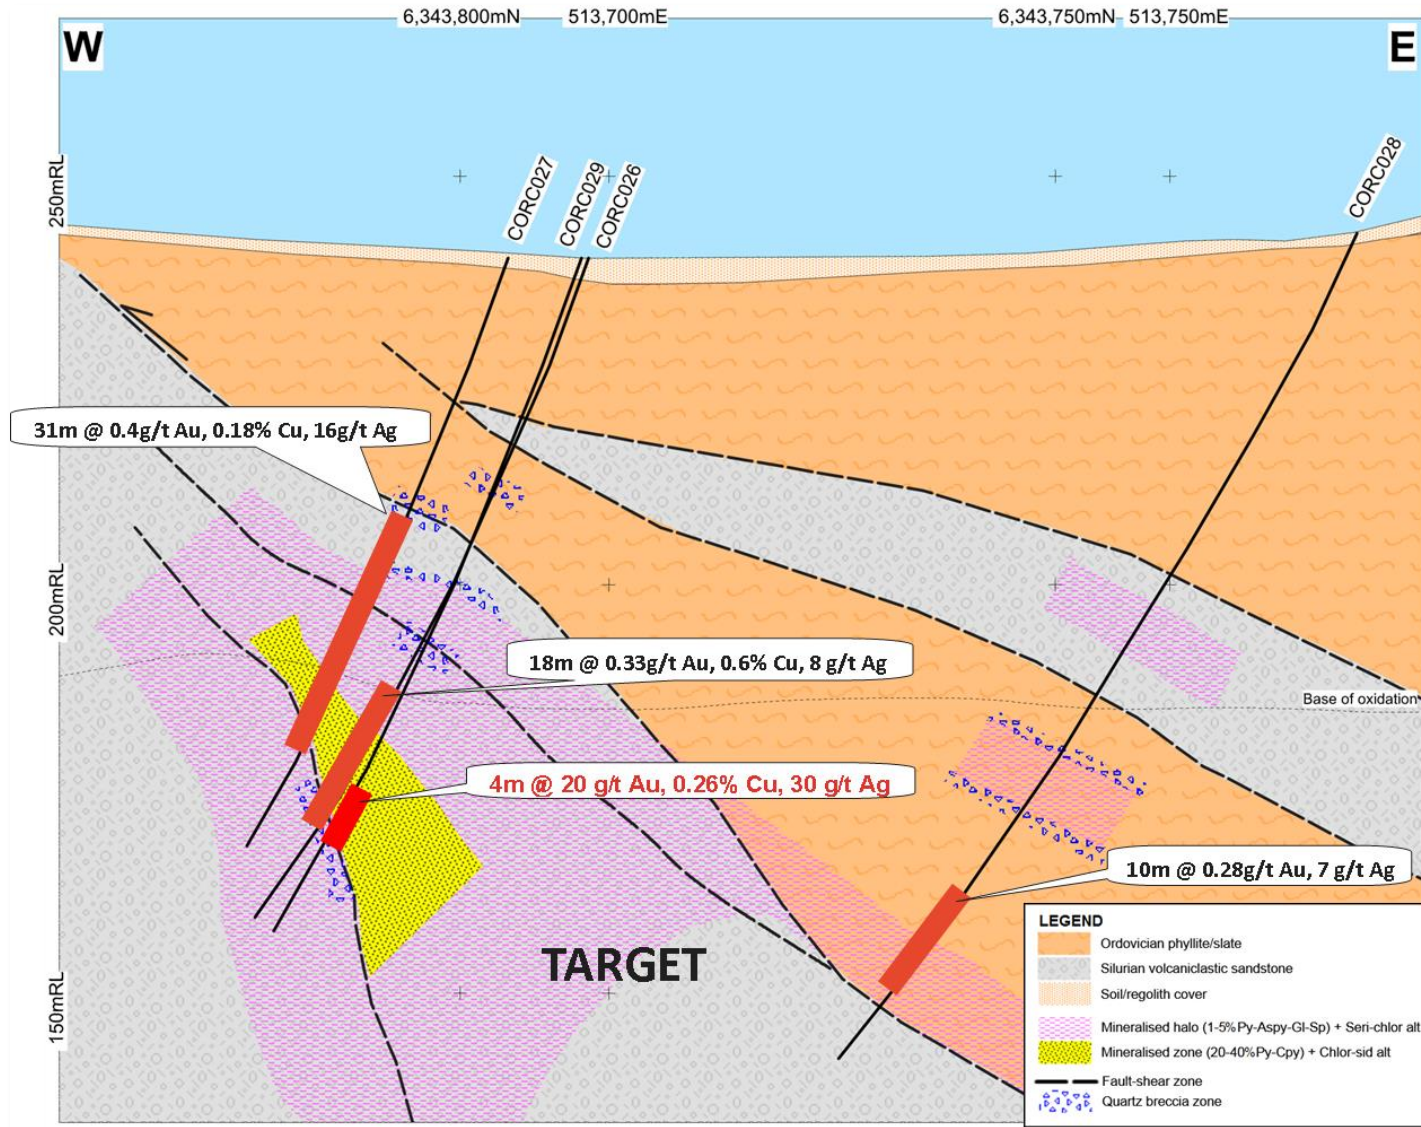 6,343,800mN 513,700mE 6,343,750mN 513,750mE
W
E
250mRL
CORC027
CORC029
CORC026
CORC028
31m @ 0.4g/t Au, 0.18% Cu, 16g/t Ag
200mRL
18m @ 0.33g/t Au, 0.6% Cu, 8 g/t Ag
Base of oxidation
4m @ 20 g/t Au, 0.26% Cu, 30 g/t Ag
10m @ 0.28g/t Au, 7 g/t Ag
TARGET
150mRL
LEGEND
Ordovician phyllite/slate
Silurian volcaniclastic sandstone
Soil/regolith cover
Mineralised halo (1-5%Py-Aspy-Gl-Sp) + Seri-chlor alt
Mineralised zone (20-40%Py-Cpy) + Chlor-sid alt
Fault-shear zone
Quartz breccia zone